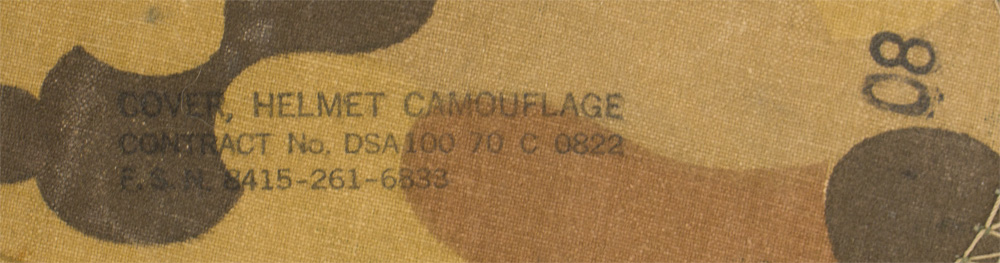 COVER, HELMET CAMOUFLAGE
CONTRACT No. DSA100 70 C 0822
F. S. N. 8415-261-6833
08